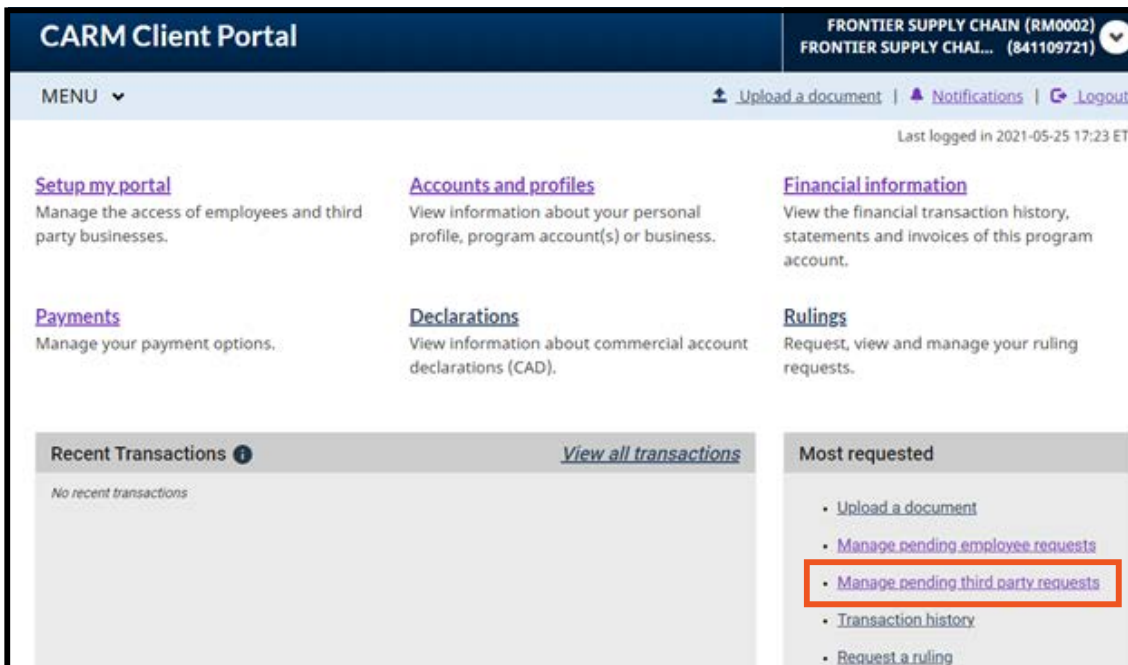 CARM Client Portal
FRONTIER SUPPLY CHAIN (RM0002)
FRONTIER SUPPLY CHAI... (841109721)
MENU
Upload a document | Notifications | Logout
Last logged in 2021-05-25 17:23 ET
Setup my portal
Manage the access of employees and third
party businesses.
Accounts and profiles
View information about your personal
profile, program account(s) or business.
Financial information
View the financial transaction history,
statements and invoices of this program
account.
Payments
Manage your payment options.
Declarations
View information about commercial account
declarations (CAD).
Rulings
Request, view and manage your ruling
requests.
Recent Transactions
View all transactions
No recent transactions
Most requested
• Upload a document
• Manage pending employee requests
• Manage pending third party requests
• Transaction history
• Request a ruling